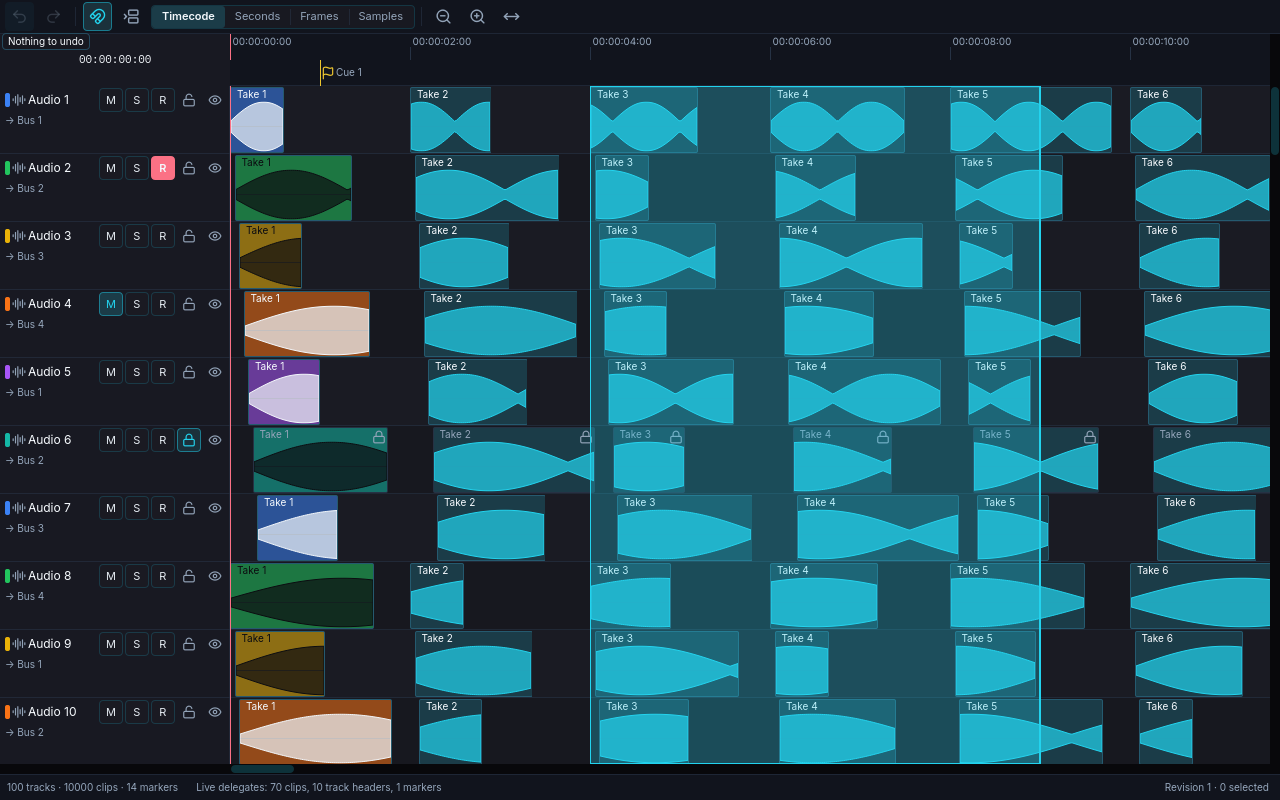 Timecode Seconds Frames Samples
Nothing to undo
00:00:00:00
00:00:00:00 00:00:02:00 00:00:04:00 00:00:06:00 00:00:08:00 00:00:10:00
Cue 1
Audio 1 M S R
→ Bus 1
Take 1 Take 2 Take 3 Take 4 Take 5 Take 6
Audio 2 M S R
→ Bus 2
Take 1 Take 2 Take 3 Take 4 Take 5 Take 6
Audio 3 M S R
→ Bus 3
Take 1 Take 2 Take 3 Take 4 Take 5 Take 6
Audio 4 M S R
→ Bus 4
Take 1 Take 2 Take 3 Take 4 Take 5 Take 6
Audio 5 M S R
→ Bus 1
Take 1 Take 2 Take 3 Take 4 Take 5 Take 6
Audio 6 M S R
→ Bus 2
Take 1 Take 2 Take 3 Take 4 Take 5 Take 6
Audio 7 M S R
→ Bus 3
Take 1 Take 2 Take 3 Take 4 Take 5 Take 6
Audio 8 M S R
→ Bus 4
Take 1 Take 2 Take 3 Take 4 Take 5 Take 6
Audio 9 M S R
→ Bus 1
Take 1 Take 2 Take 3 Take 4 Take 5 Take 6
Audio 10 M S R
→ Bus 2
Take 1 Take 2 Take 3 Take 4 Take 5 Take 6
100 tracks · 10000 clips · 14 markers Live delegates: 70 clips, 10 track headers, 1 markers Revision 1 · 0 selected